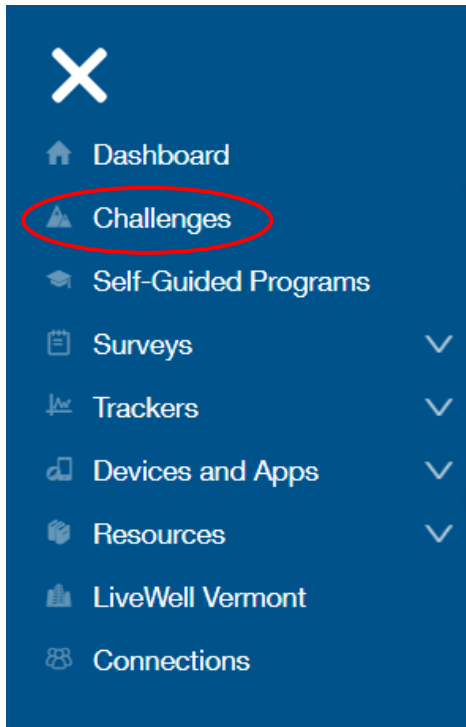 Dashboard
Challenges
Self-Guided Programs
Surveys
Trackers
Devices and Apps
Resources
LiveWell Vermont
Connections